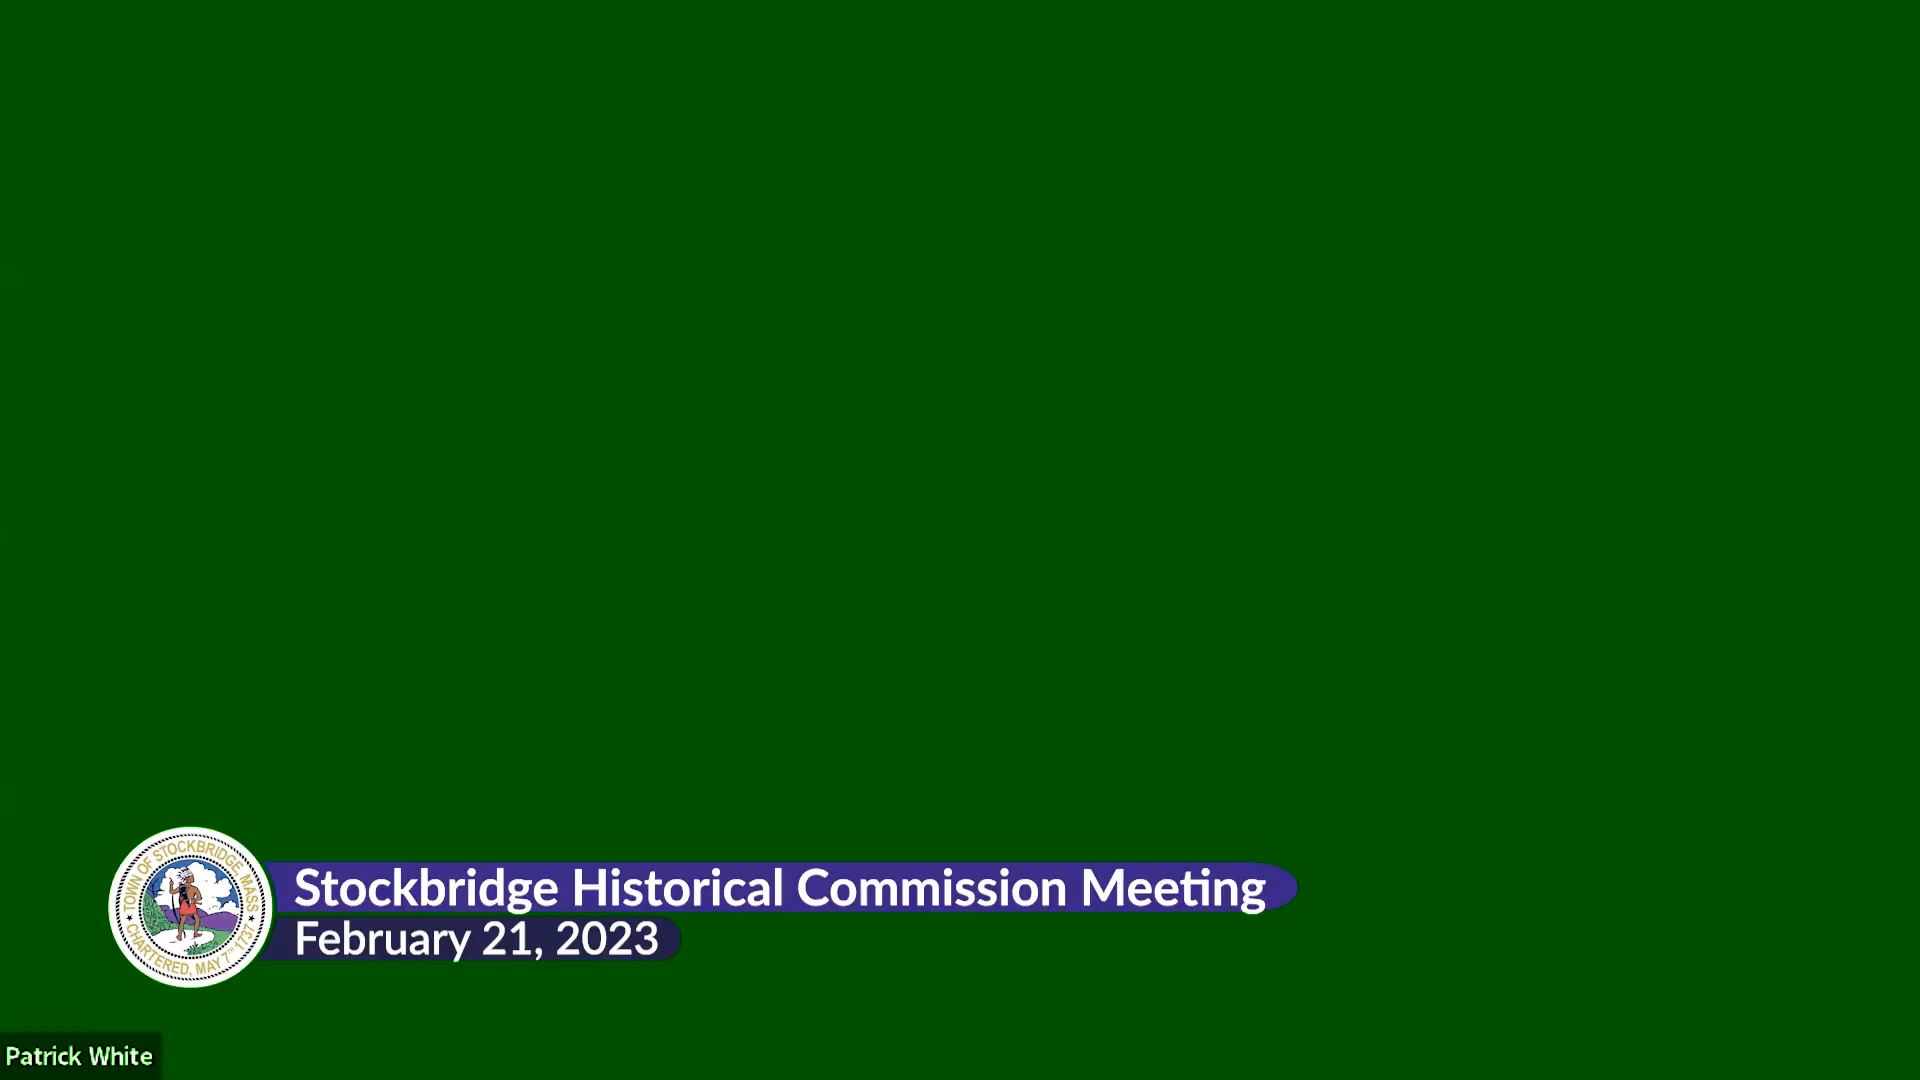 TOWN OF STOCKBRIDGE MASS
CHARTERED, MAY 7TH 1737
Stockbridge Historical Commission Meeting
February 21, 2023
Patrick White